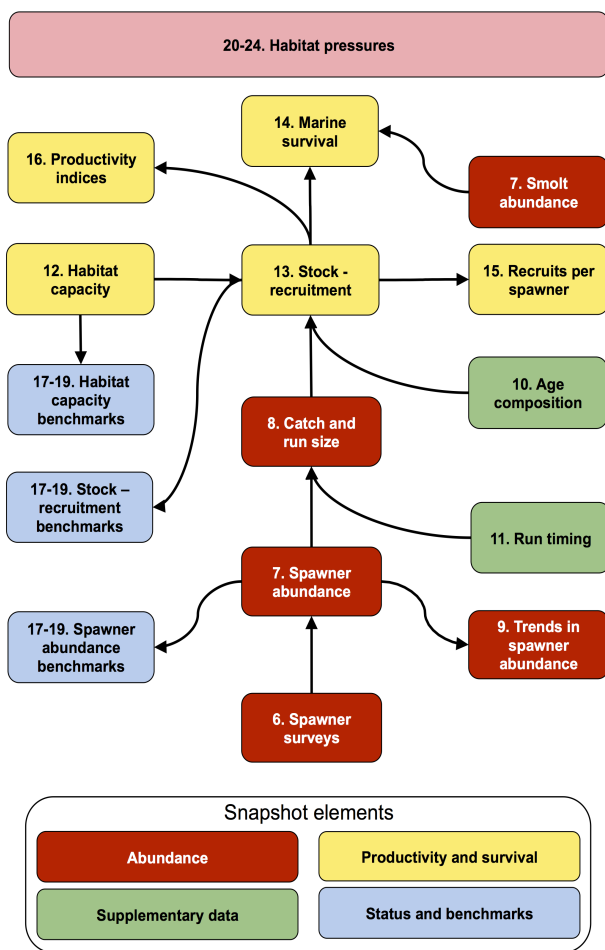 20-24. Habitat pressures
14. Marine
survival
16. Productivity
indices
7. Smolt
abundance
12. Habitat
capacity
13. Stock -
recruitment
15. Recruits per
spawner
17-19. Habitat
capacity
benchmarks
10. Age
composition
8. Catch and
run size
17-19. Stock –
recruitment
benchmarks
11. Run timing
7. Spawner
abundance
17-19. Spawner
abundance
benchmarks
9. Trends in
spawner
abundance
6. Spawner
surveys
Snapshot elements
Abundance
Productivity and survival
Supplementary data
Status and benchmarks